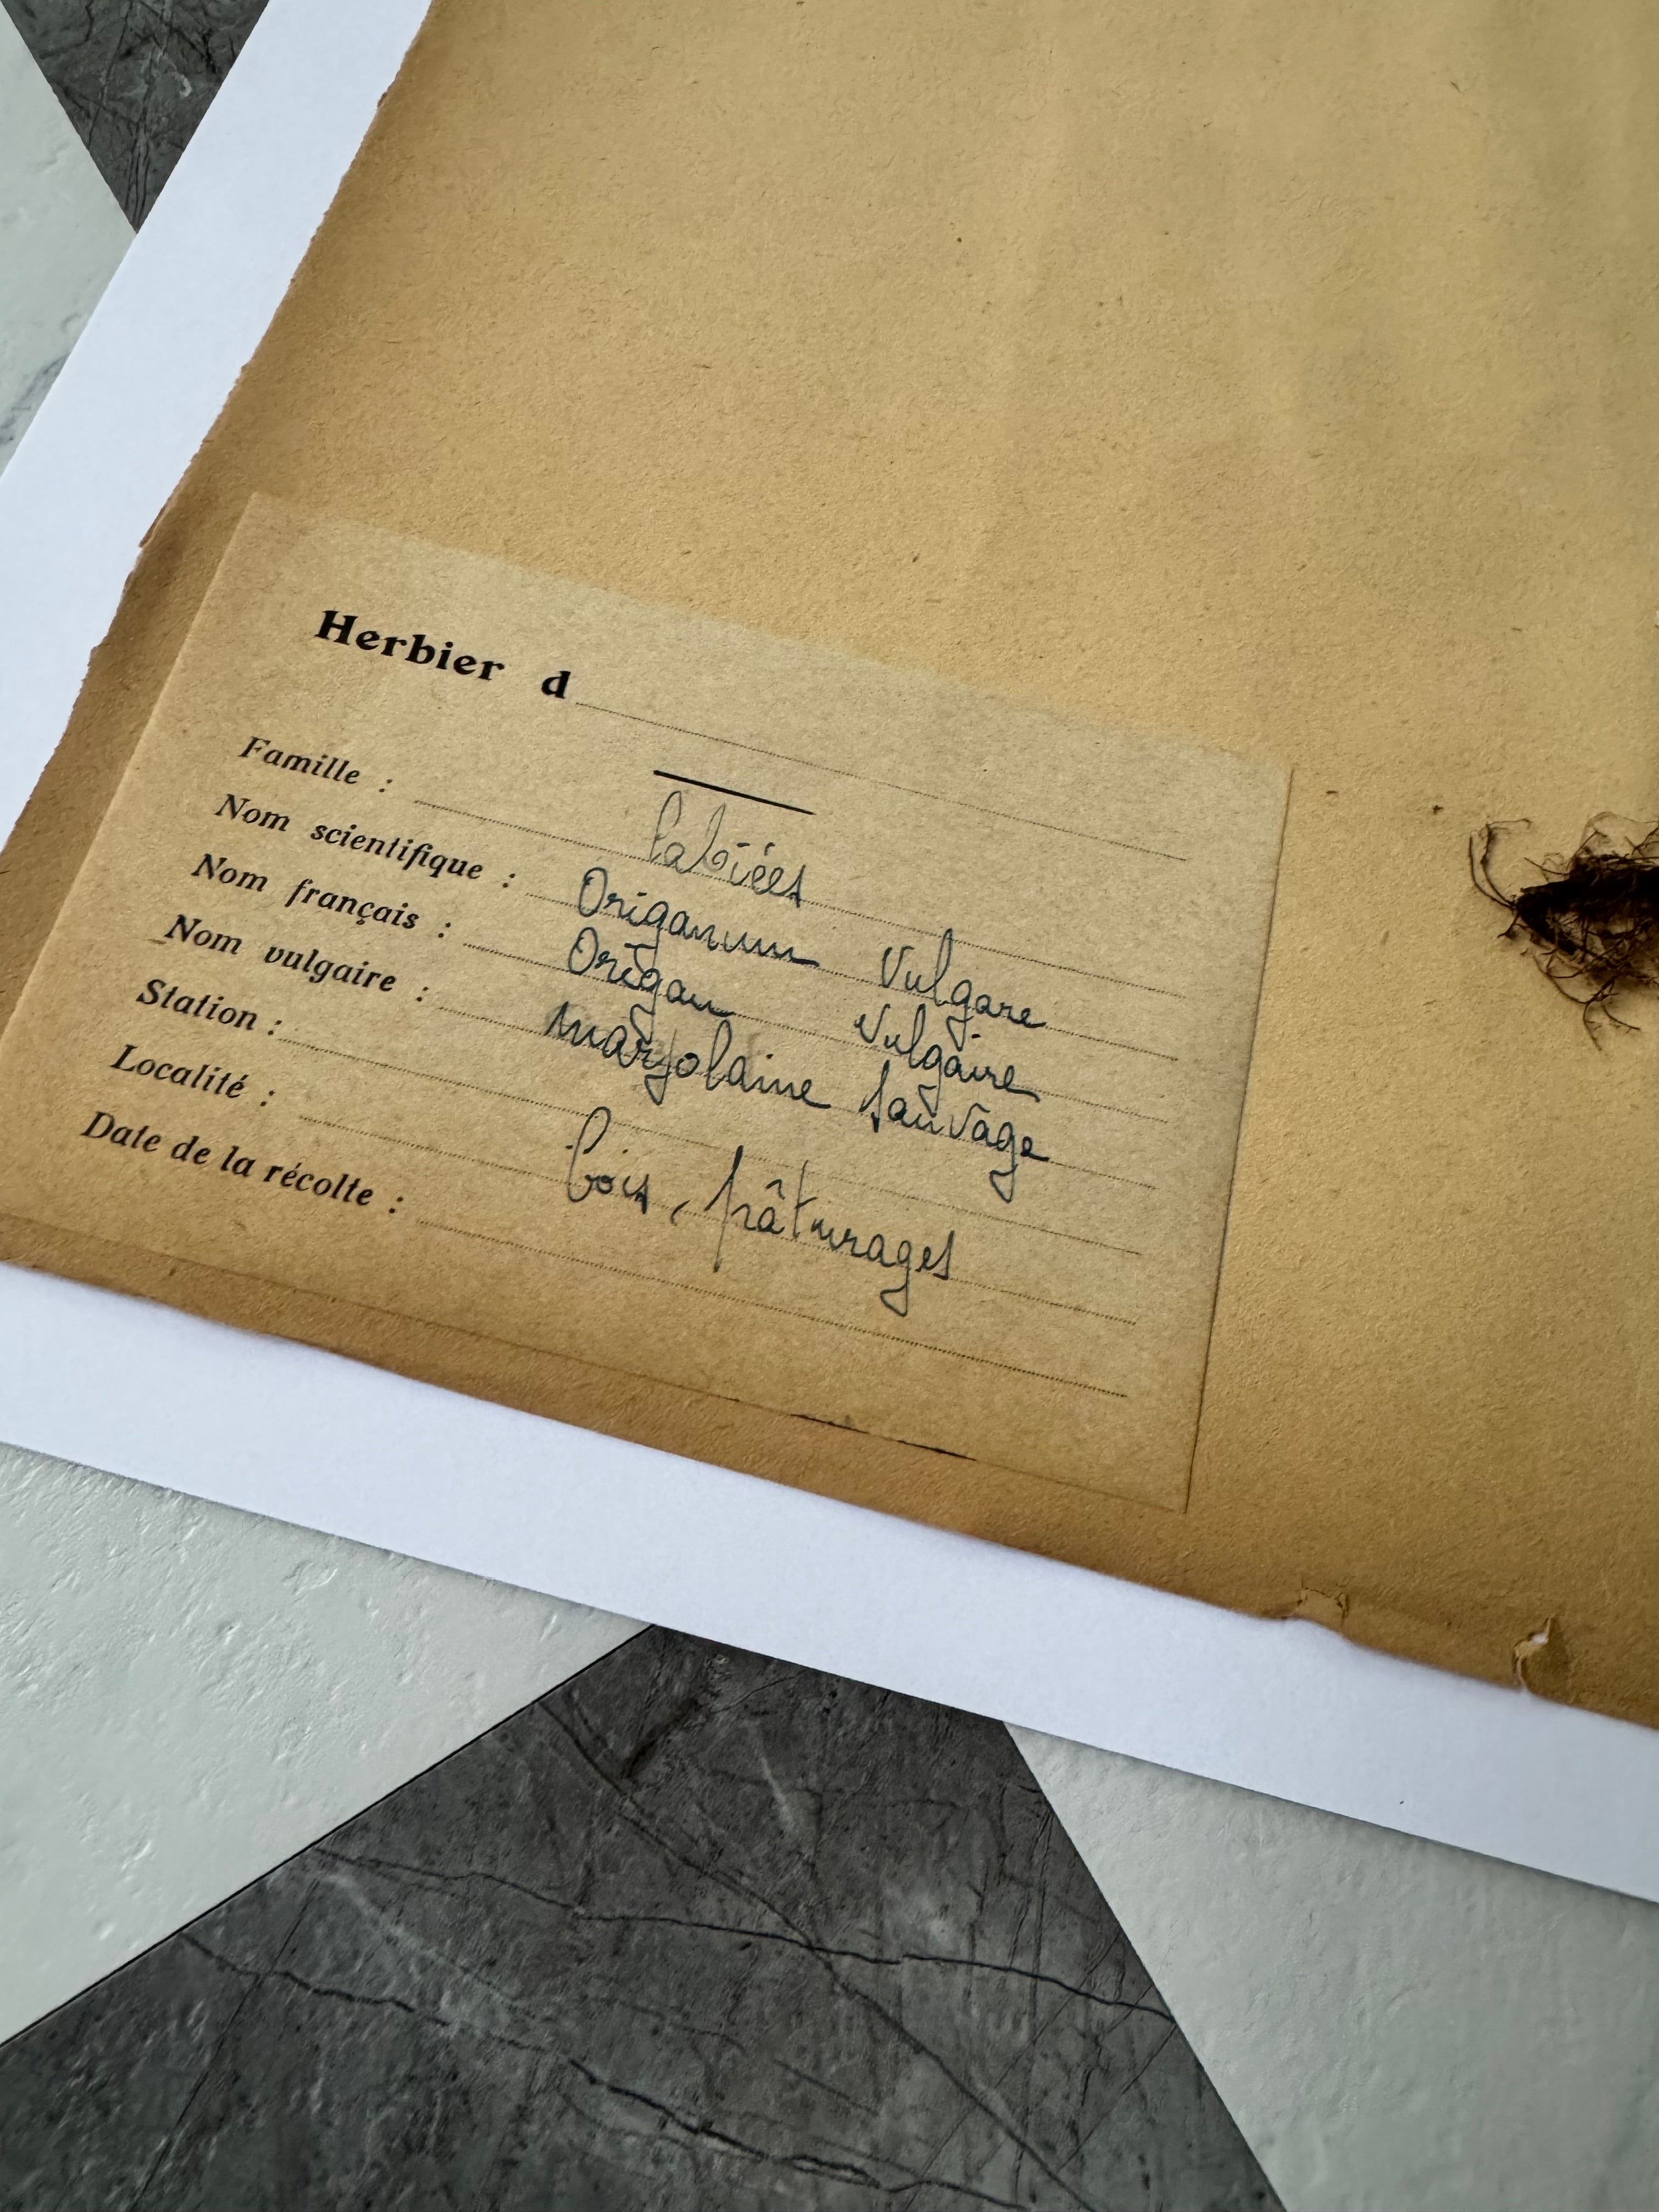 Herbier d
Famille : Labiées
Nom scientifique : Origanum Vulgare
Nom français : Origan Vulgaire
Nom vulgaire : Marjolaine Sauvage
Station :
Localité : bois, pâturages
Date de la récolte :